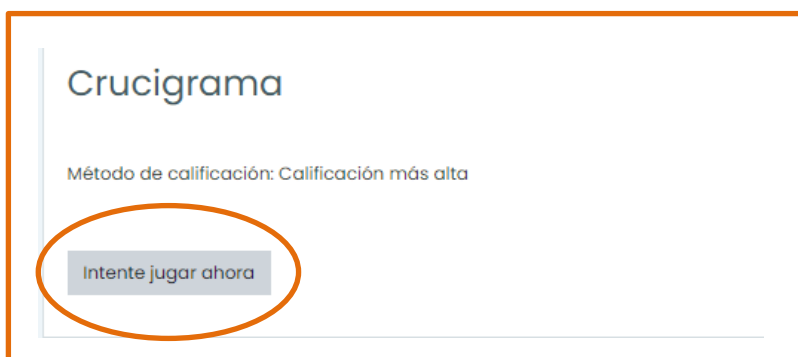 Crucigrama
Método de calificación: Calificación más alta
Intente jugar ahora